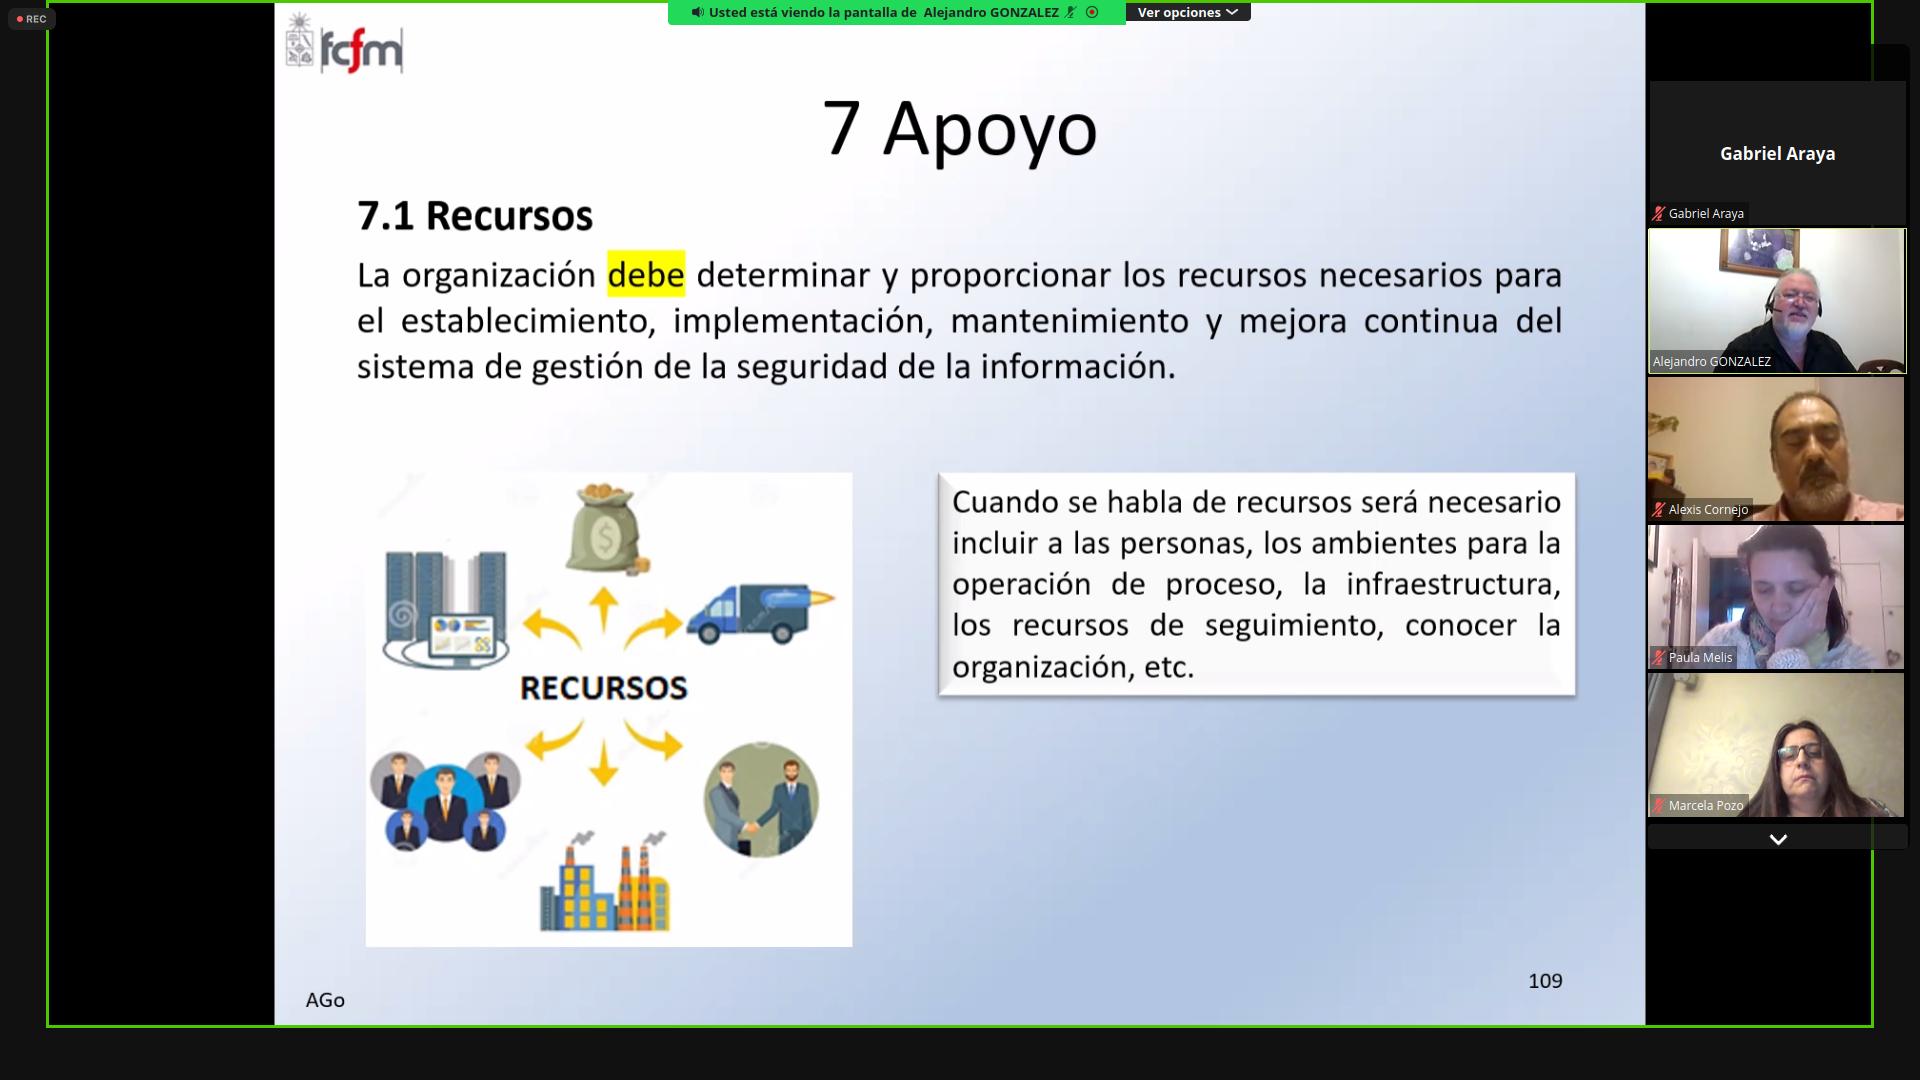 REC
Usted está viendo la pantalla de Alejandro GONZALEZ
Ver opciones
fcfm
7 Apoyo
7.1 Recursos
La organización debe determinar y proporcionar los recursos necesarios para
el establecimiento, implementación, mantenimiento y mejora continua del
sistema de gestión de la seguridad de la información.
RECURSOS
Cuando se habla de recursos será necesario
incluir a las personas, los ambientes para la
operación de proceso, la infraestructura,
los recursos de seguimiento, conocer la
organización, etc.
AGo
109
Gabriel Araya
Gabriel Araya
Alejandro GONZALEZ
Alexis Cornejo
Paula Melis
Marcela Pozo